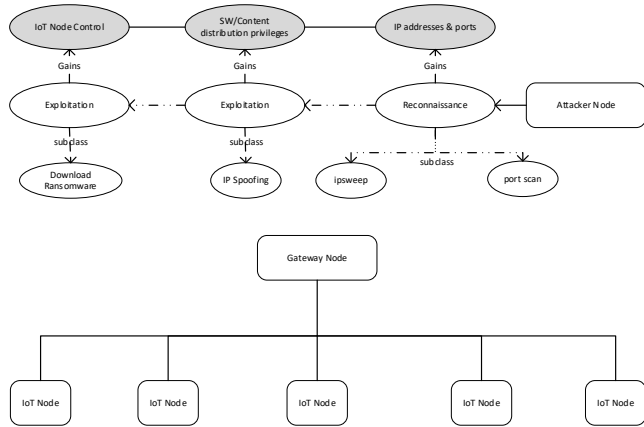 IoT Node Control
SW/Content
distribution privileges
IP addresses & ports
Gains
Gains
Gains
Exploitation
Exploitation
Reconnaissance
Attacker Node
subclass
subclass
subclass
Download
Ransomware
IP Spoofing
ipsweep
port scan
Gateway Node
IoT Node
IoT Node
IoT Node
IoT Node
IoT Node